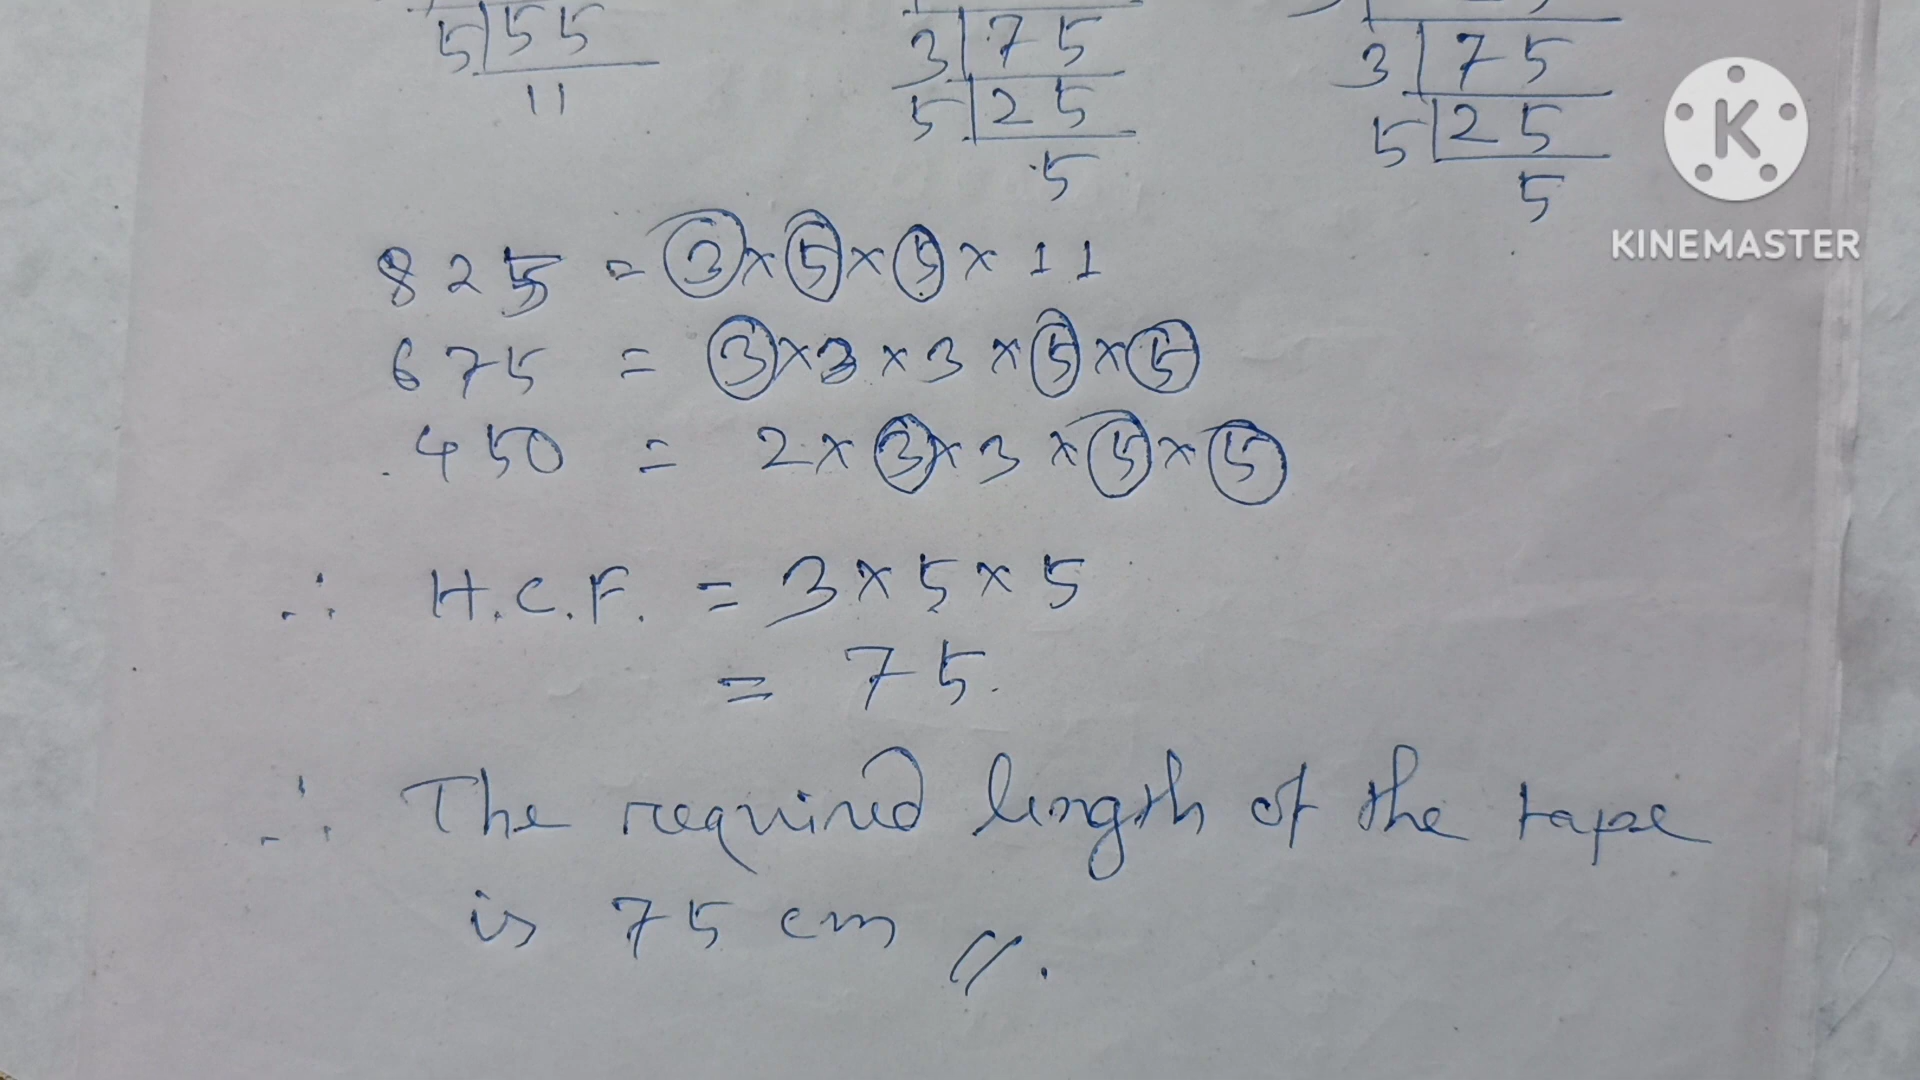 5|55
11
3|75
5|25
5
3|75
5|25
5
K
KINEMASTER
825 = 3×5×5×11
675 = 3×3×3×5×5
450 = 2×3×3×5×5
∴ H.C.F. = 3×5×5
= 75.
∴ The required length of the tape
is 75 cm //.